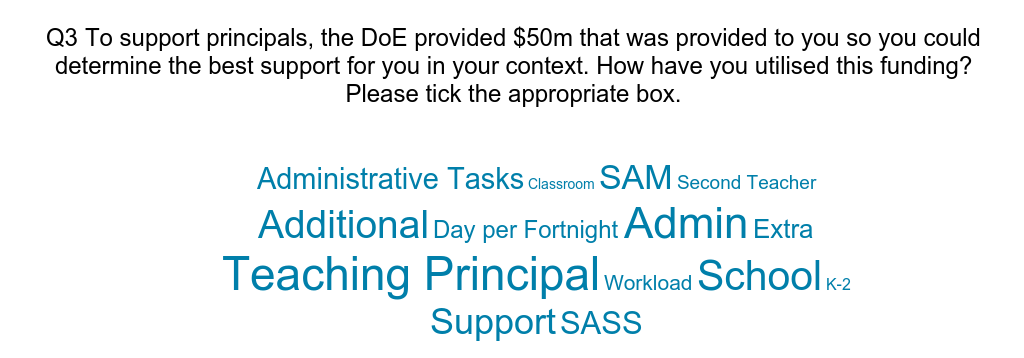 Q3 To support principals, the DoE provided $50m that was provided to you so you could
determine the best support for you in your context. How have you utilised this funding?
Please tick the appropriate box.
Administrative Tasks Classroom SAM Second Teacher
Additional Day per Fortnight Admin Extra
Teaching Principal Workload School K-2
Support SASS